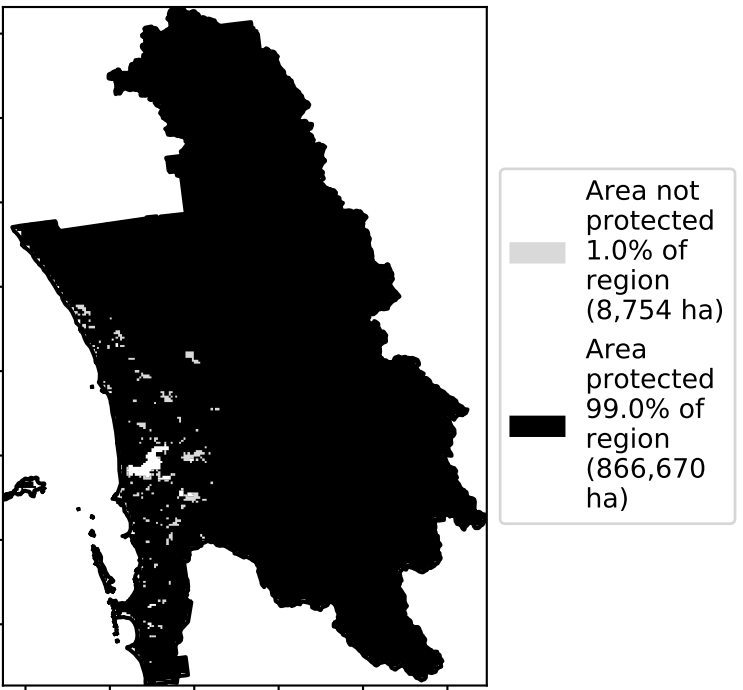 Area not
protected
1.0% of
region
(8,754 ha)
Area
protected
99.0% of
region
(866,670
ha)